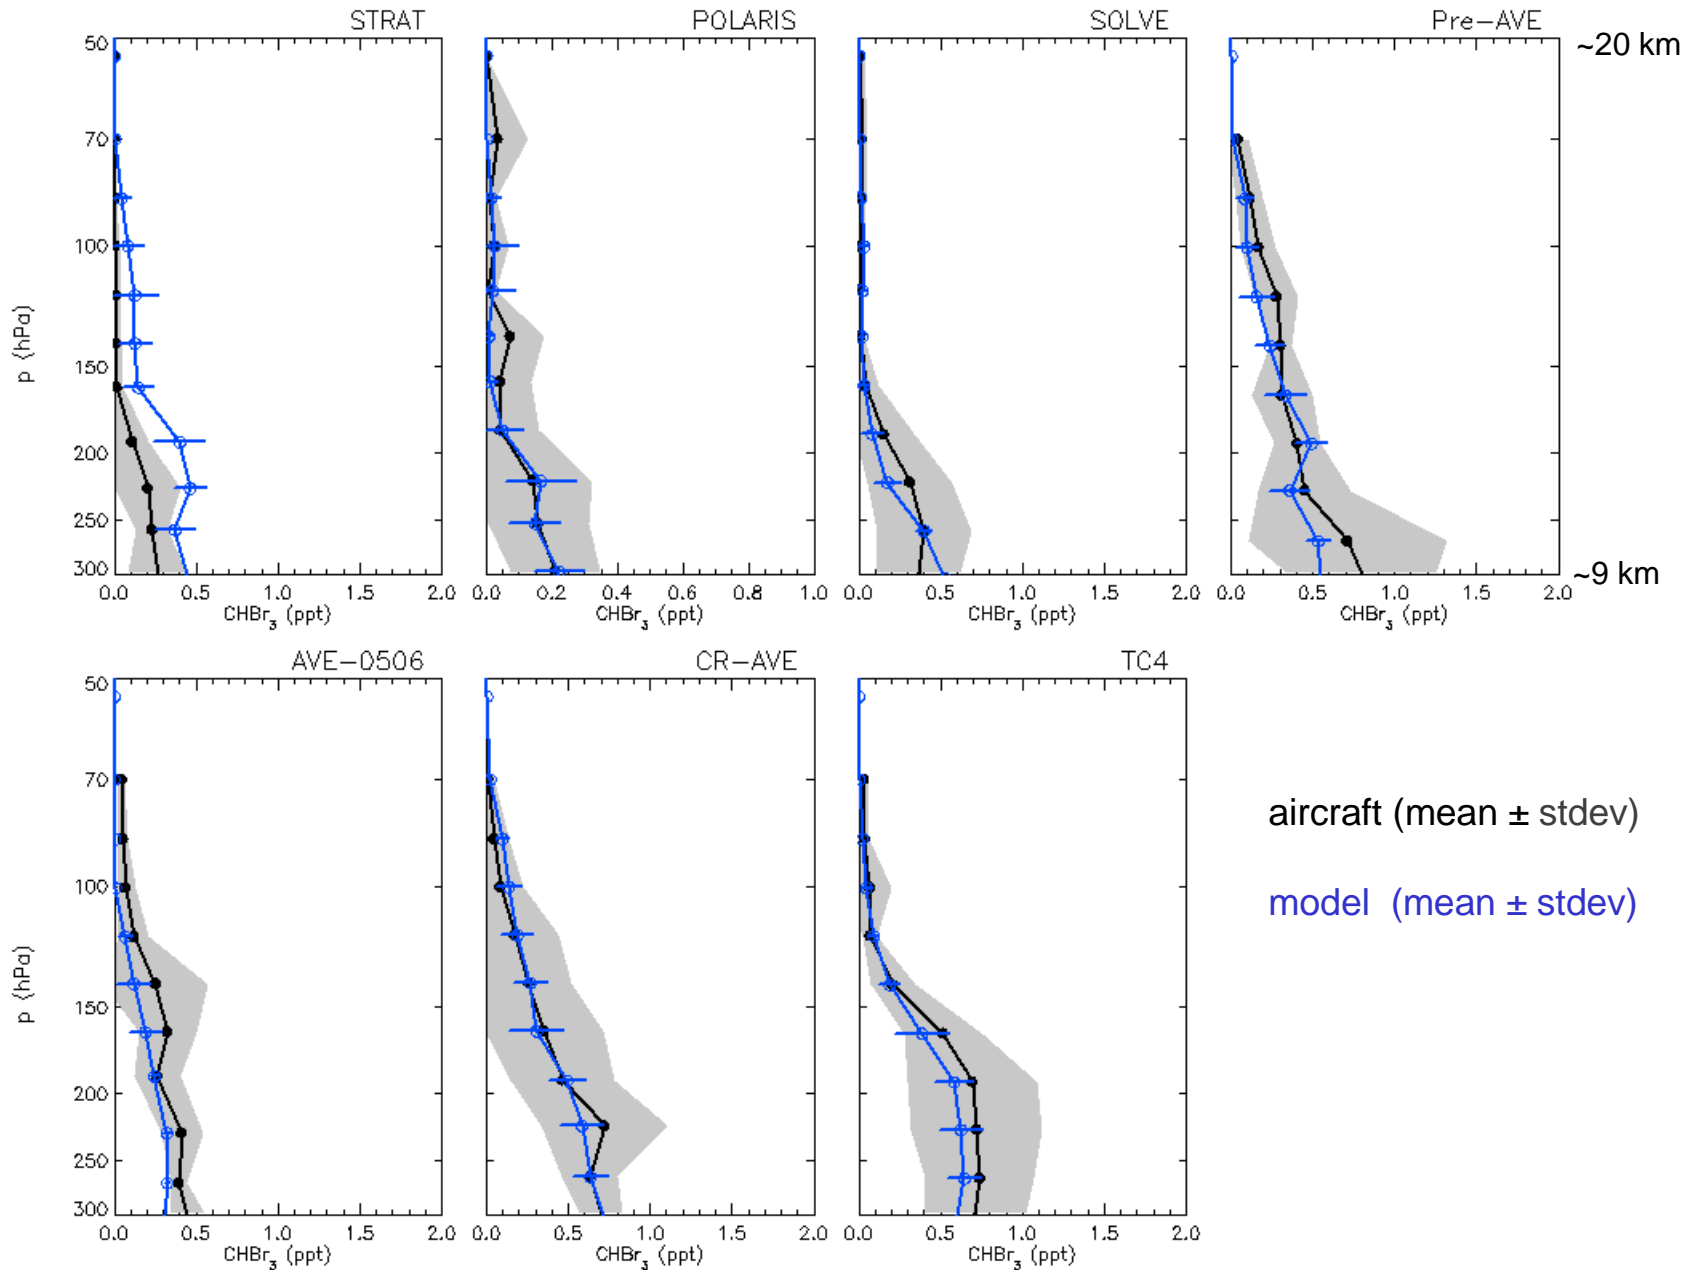 STRAT
POLARIS
SOLVE
Pre-AVE
50
70
100
150
200
250
300
p (hPa)
0.0 0.5 1.0 1.5 2.0
CHBr3 (ppt)
0.0 0.2 0.4 0.6 0.8 1.0
CHBr3 (ppt)
0.0 0.5 1.0 1.5 2.0
CHBr3 (ppt)
0.0 0.5 1.0 1.5 2.0
CHBr3 (ppt)
~20 km
~9 km
AVE-0506
CR-AVE
TC4
50
70
100
150
200
250
300
p (hPa)
0.0 0.5 1.0 1.5 2.0
CHBr3 (ppt)
0.0 0.5 1.0 1.5 2.0
CHBr3 (ppt)
0.0 0.5 1.0 1.5 2.0
CHBr3 (ppt)
aircraft (mean ± stdev)
model (mean ± stdev)